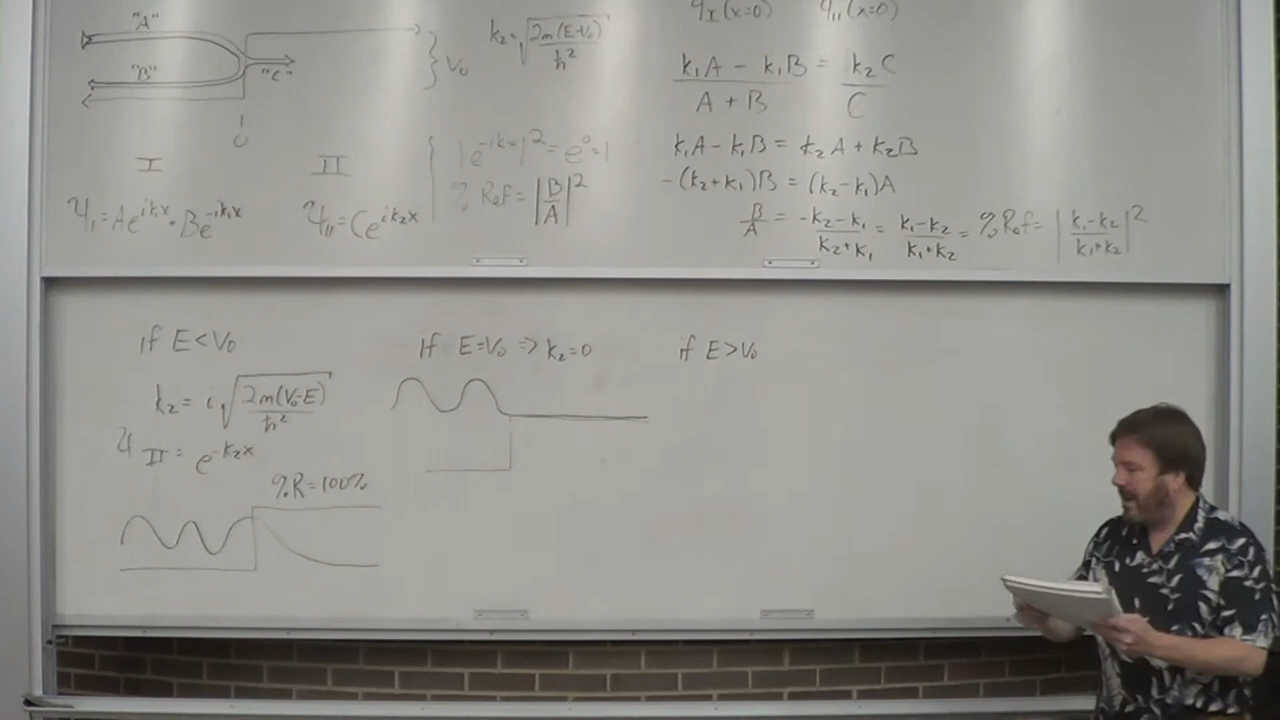 "A"
"B"
"C"
} V₀
0
I
II
Ψ_I = Ae^{ik₁x} + Be^{-ik₁x}
Ψ_II = Ce^{ik₂x}
k₂ = √(2m(E-V₀)/ħ²)
|e^{-ikx}|² = e⁰ = 1
% Ref = |B/A|²
Ψ_I(x=0) Ψ_II(x=0)
(k₁A - k₁B)/(A + B) = k₂C/C
k₁A - k₁B = k₂A + k₂B
-(k₂+k₁)B = (k₂-k₁)A
B/A = -(k₂-k₁)/(k₂+k₁) = (k₁-k₂)/(k₁+k₂) = % Ref = |(k₁-k₂)/(k₁+k₂)|²
if E < V₀
k₂ = i√(2m(V₀-E)/ħ²)
Ψ_II = e^{-k₂x}
%R = 100%
If E = V₀ ⇒ k₂ = 0
if E > V₀